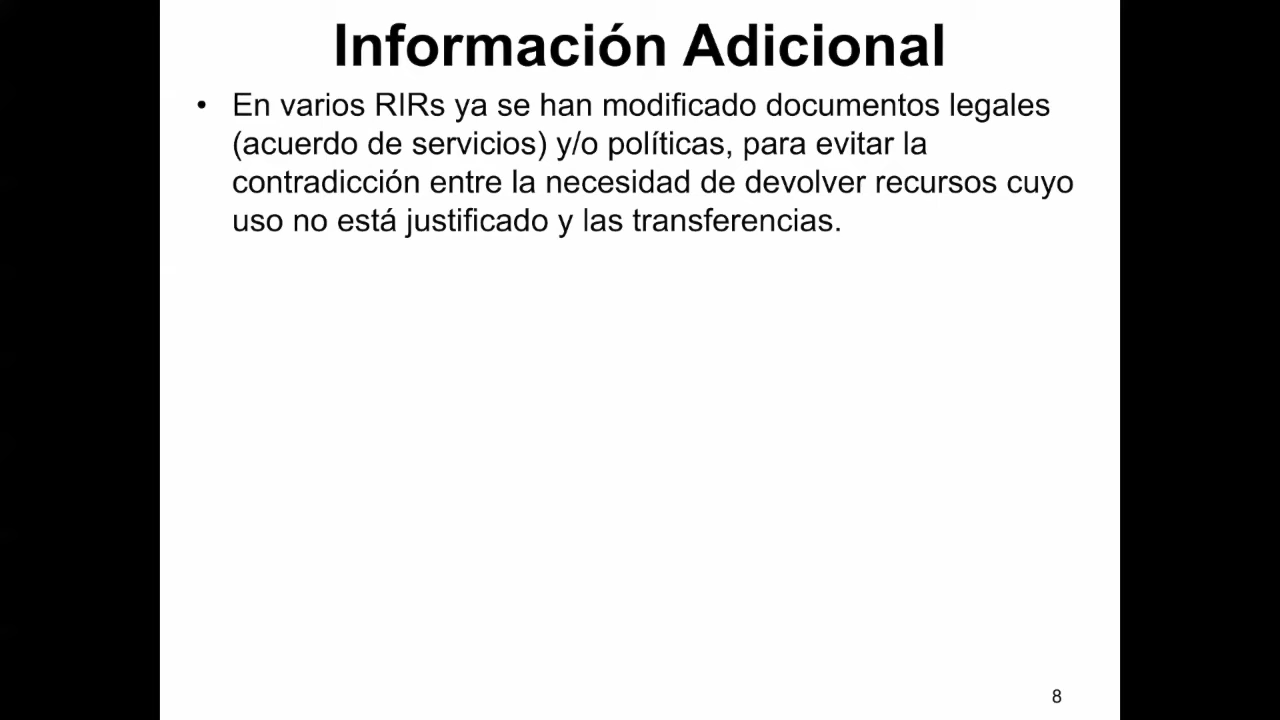 Información Adicional
• En varios RIRs ya se han modificado documentos legales
(acuerdo de servicios) y/o políticas, para evitar la
contradicción entre la necesidad de devolver recursos cuyo
uso no está justificado y las transferencias.
8